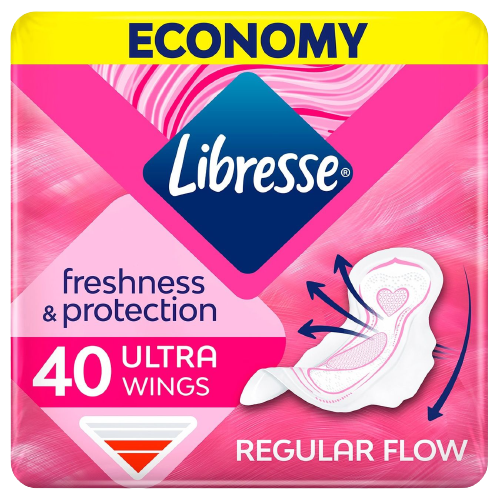 ECONOMY
Libresse®
freshness
& protection
40 ULTRA
WINGS
REGULAR FLOW